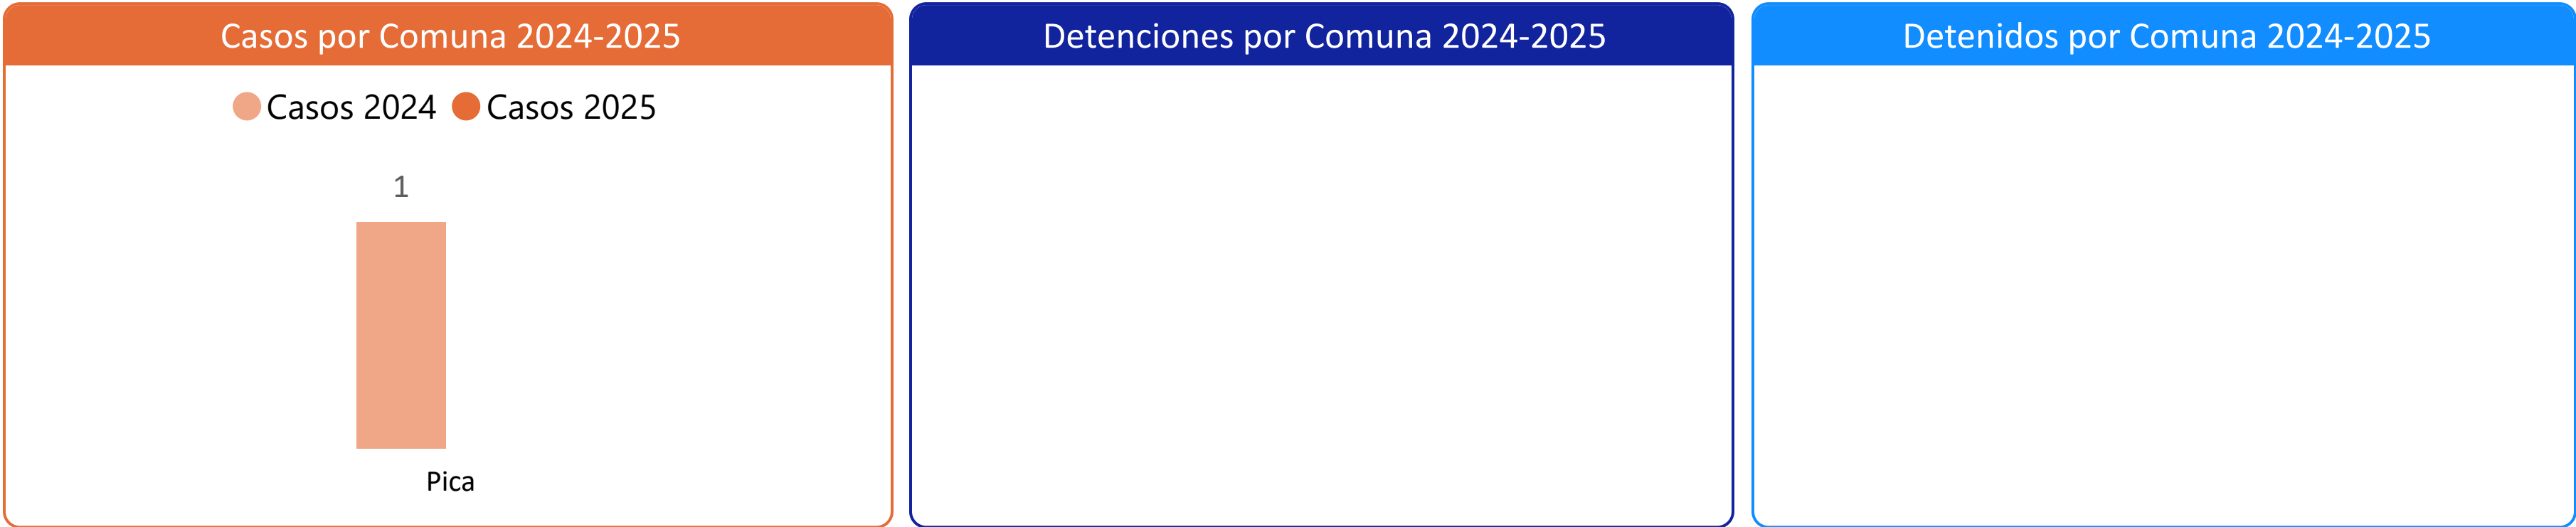 Casos por Comuna 2024-2025
Casos 2024 Casos 2025
1
Pica
Detenciones por Comuna 2024-2025
Detenidos por Comuna 2024-2025